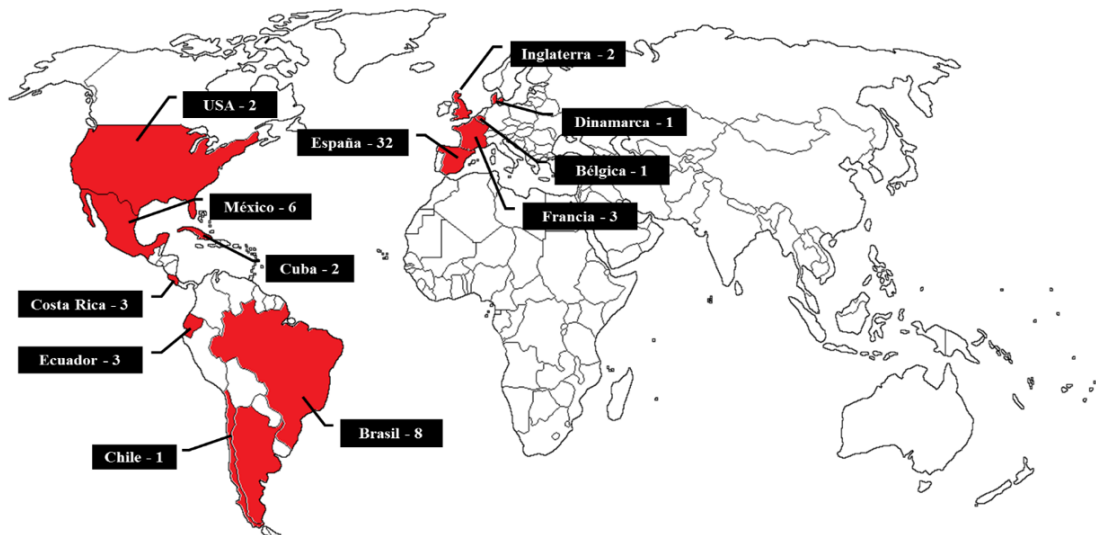 Inglaterra - 2
USA - 2
Dinamarca - 1
España - 32
Bélgica - 1
México - 6
Francia - 3
Cuba - 2
Costa Rica - 3
Ecuador - 3
Brasil - 8
Chile - 1